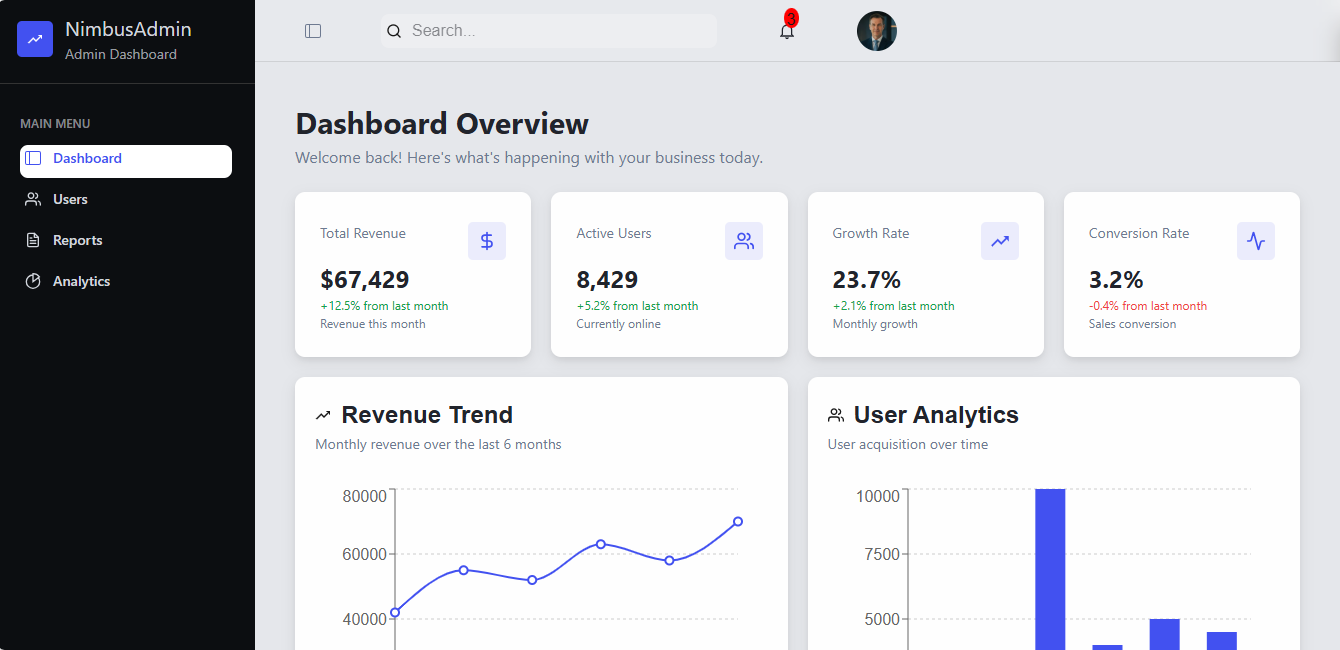 NimbusAdmin
Admin Dashboard
Search...
3
MAIN MENU
Dashboard
Users
Reports
Analytics
Dashboard Overview
Welcome back! Here's what's happening with your business today.
Total Revenue
$67,429
+12.5% from last month
Revenue this month
Active Users
8,429
+5.2% from last month
Currently online
Growth Rate
23.7%
+2.1% from last month
Monthly growth
Conversion Rate
3.2%
-0.4% from last month
Sales conversion
Revenue Trend
Monthly revenue over the last 6 months
80000
60000
40000
User Analytics
User acquisition over time
10000
7500
5000